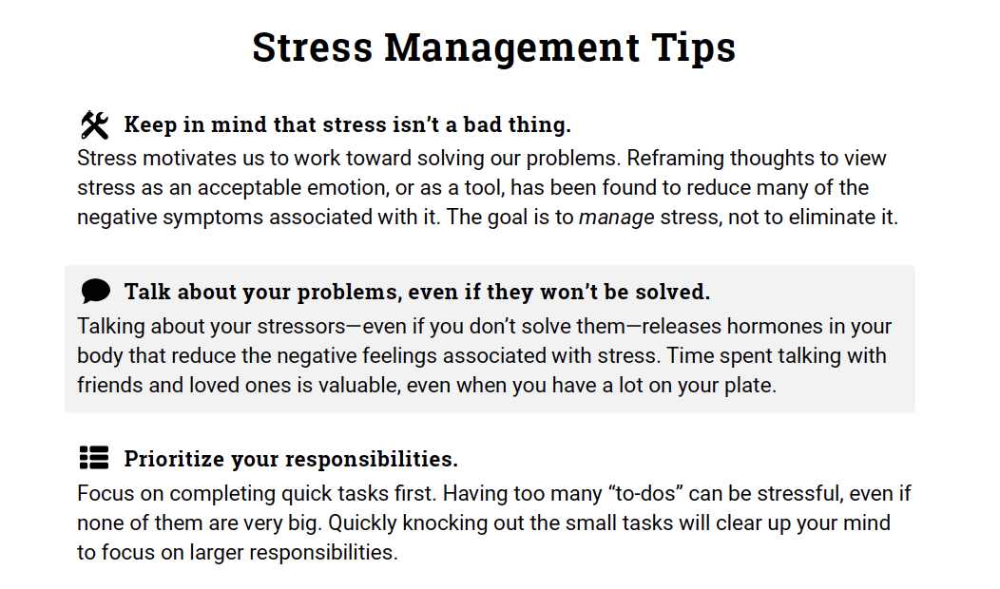 Stress Management Tips
Keep in mind that stress isn’t a bad thing.
Stress motivates us to work toward solving our problems. Reframing thoughts to view
stress as an acceptable emotion, or as a tool, has been found to reduce many of the
negative symptoms associated with it. The goal is to manage stress, not to eliminate it.
Talk about your problems, even if they won’t be solved.
Talking about your stressors—even if you don’t solve them—releases hormones in your
body that reduce the negative feelings associated with stress. Time spent talking with
friends and loved ones is valuable, even when you have a lot on your plate.
Prioritize your responsibilities.
Focus on completing quick tasks first. Having too many “to-dos” can be stressful, even if
none of them are very big. Quickly knocking out the small tasks will clear up your mind
to focus on larger responsibilities.